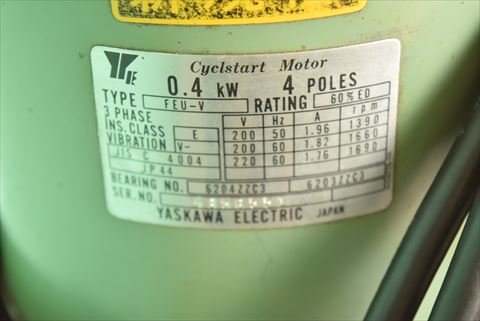 Cyclstart Motor
0.4 kW 4 POLES
TYPE FEU-V RATING 60%ED
3 PHASE V Hz A rpm
INS.CLASS E 200 50 1.96 1390
VIBRATION V- 200 60 1.82 1660
JIS C 4004 220 60 1.76 1690
JP44
BEARING NO. 6204ZZC3 6203ZZC3
SER.NO.
YASKAWA ELECTRIC JAPAN